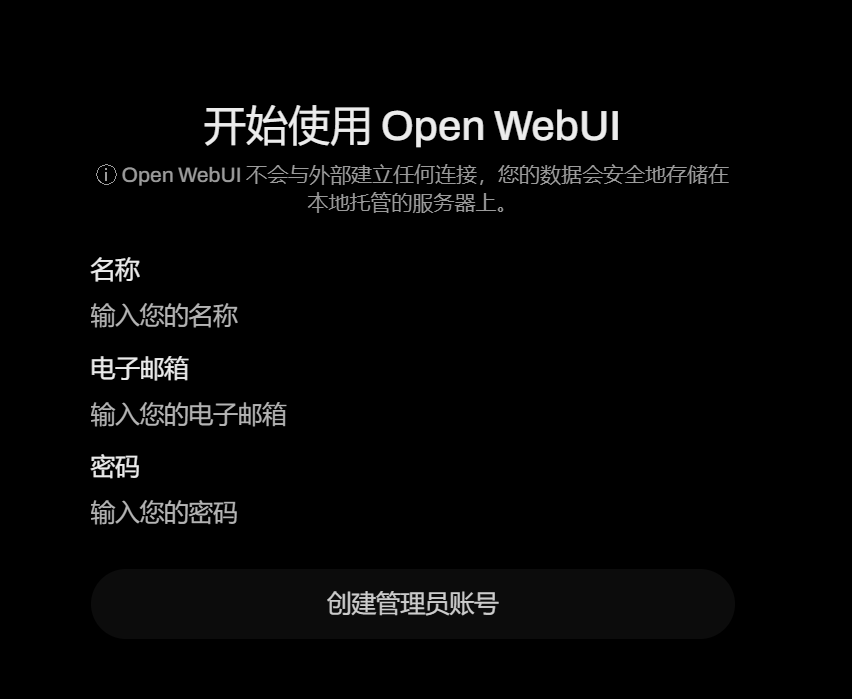 开始使用 Open WebUI
ⓘ Open WebUI 不会与外部建立任何连接，您的数据会安全地存储在
本地托管的服务器上。
名称
输入您的名称
电子邮箱
输入您的电子邮箱
密码
输入您的密码
创建管理员账号